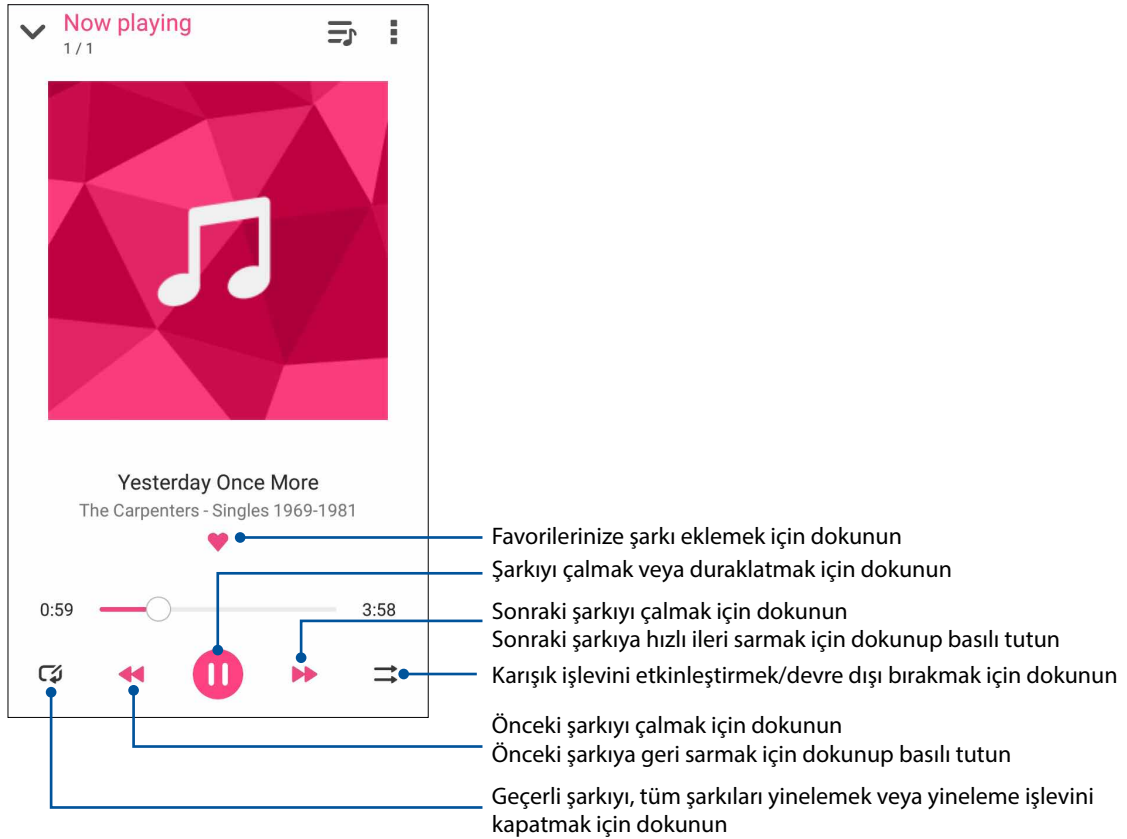 Now playing
1 / 1
Yesterday Once More
The Carpenters - Singles 1969-1981
Favorilerinize şarkı eklemek için dokunun
Şarkıyı çalmak veya duraklatmak için dokunun
0:59
3:58
Sonraki şarkıyı çalmak için dokunun
Sonraki şarkıya hızlı ileri sarmak için dokunup basılı tutun
Karışık işlevini etkinleştirmek/devre dışı bırakmak için dokunun
Önceki şarkıyı çalmak için dokunun
Önceki şarkıya geri sarmak için dokunup basılı tutun
Geçerli şarkıyı, tüm şarkıları yinelemek veya yineleme işlevini
kapatmak için dokunun